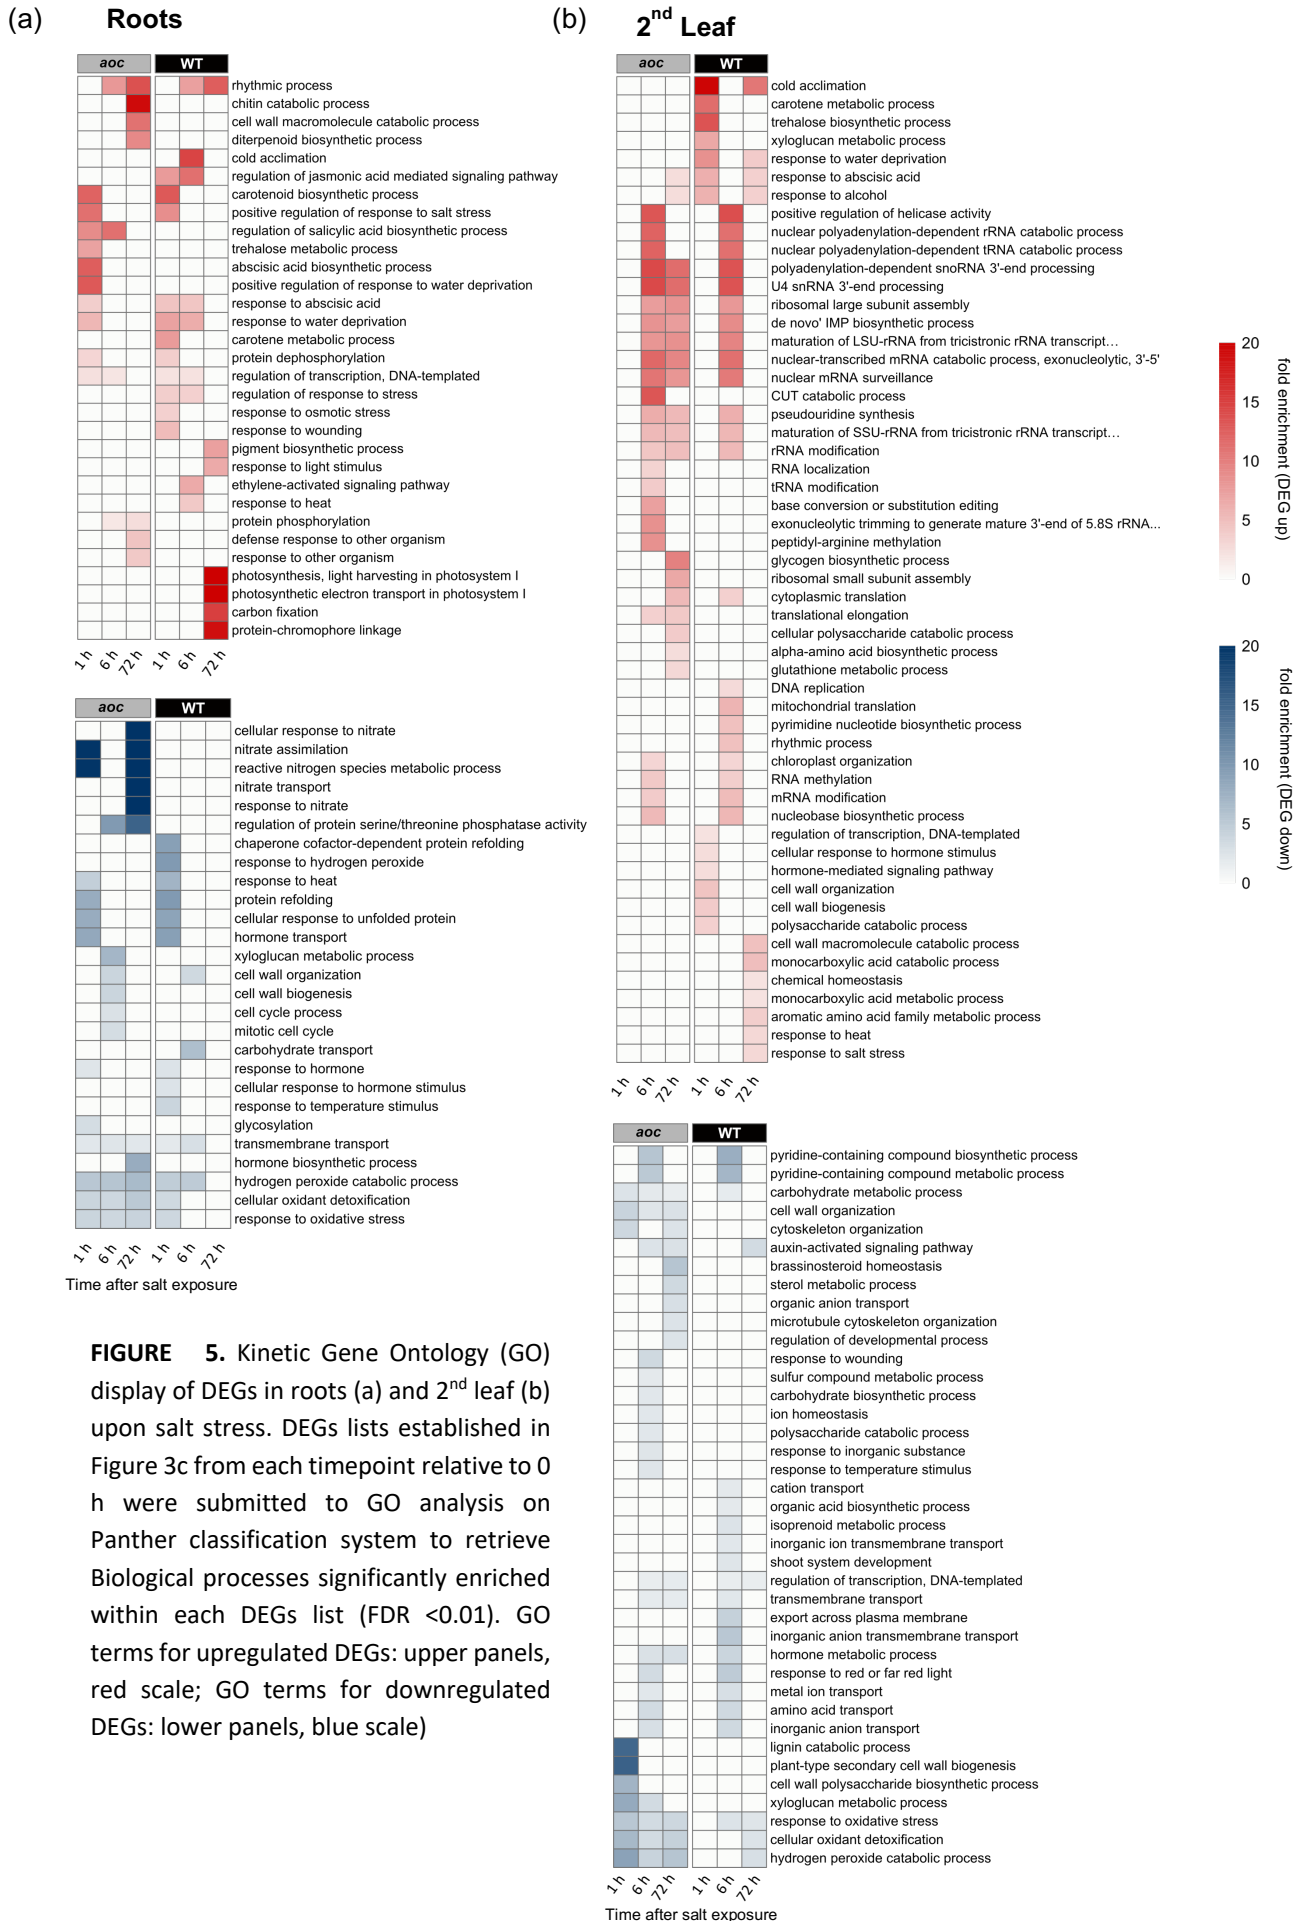 (a) Roots
aoc WT
rhythmic process
chitin catabolic process
cell wall macromolecule catabolic process
diterpenoid biosynthetic process
cold acclimation
regulation of jasmonic acid mediated signaling pathway
carotenoid biosynthetic process
positive regulation of response to salt stress
regulation of salicylic acid biosynthetic process
trehalose metabolic process
abscisic acid biosynthetic process
positive regulation of response to water deprivation
response to abscisic acid
response to water deprivation
carotene metabolic process
protein dephosphorylation
regulation of transcription, DNA-templated
regulation of response to stress
response to osmotic stress
response to wounding
pigment biosynthetic process
response to light stimulus
ethylene-activated signaling pathway
response to heat
protein phosphorylation
defense response to other organism
response to other organism
photosynthesis, light harvesting in photosystem I
photosynthetic electron transport in photosystem I
carbon fixation
protein-chromophore linkage
1 h 6 h 72 h 1 h 6 h 72 h
aoc WT
cellular response to nitrate
nitrate assimilation
reactive nitrogen species metabolic process
nitrate transport
response to nitrate
regulation of protein serine/threonine phosphatase activity
chaperone cofactor-dependent protein refolding
response to hydrogen peroxide
response to heat
protein refolding
cellular response to unfolded protein
hormone transport
xyloglucan metabolic process
cell wall organization
cell wall biogenesis
cell cycle process
mitotic cell cycle
carbohydrate transport
response to hormone
cellular response to hormone stimulus
response to temperature stimulus
glycosylation
transmembrane transport
hormone biosynthetic process
hydrogen peroxide catabolic process
cellular oxidant detoxification
response to oxidative stress
1 h 6 h 72 h 1 h 6 h 72 h
Time after salt exposure
FIGURE 5. Kinetic Gene Ontology (GO)
display of DEGs in roots (a) and 2nd leaf (b)
upon salt stress. DEGs lists established in
Figure 3c from each timepoint relative to 0
h were submitted to GO analysis on
Panther classification system to retrieve
Biological processes significantly enriched
within each DEGs list (FDR <0.01). GO
terms for upregulated DEGs: upper panels,
red scale; GO terms for downregulated
DEGs: lower panels, blue scale)
(b) 2nd Leaf
aoc WT
cold acclimation
carotene metabolic process
trehalose biosynthetic process
xyloglucan metabolic process
response to water deprivation
response to abscisic acid
response to alcohol
positive regulation of helicase activity
nuclear polyadenylation-dependent rRNA catabolic process
nuclear polyadenylation-dependent tRNA catabolic process
polyadenylation-dependent snoRNA 3'-end processing
U4 snRNA 3'-end processing
ribosomal large subunit assembly
de novo' IMP biosynthetic process
maturation of LSU-rRNA from tricistronic rRNA transcript…
nuclear-transcribed mRNA catabolic process, exonucleolytic, 3'-5'
nuclear mRNA surveillance
CUT catabolic process
pseudouridine synthesis
maturation of SSU-rRNA from tricistronic rRNA transcript…
rRNA modification
RNA localization
tRNA modification
base conversion or substitution editing
exonucleolytic trimming to generate mature 3'-end of 5.8S rRNA...
peptidyl-arginine methylation
glycogen biosynthetic process
ribosomal small subunit assembly
cytoplasmic translation
translational elongation
cellular polysaccharide catabolic process
alpha-amino acid biosynthetic process
glutathione metabolic process
DNA replication
mitochondrial translation
pyrimidine nucleotide biosynthetic process
rhythmic process
chloroplast organization
RNA methylation
mRNA modification
nucleobase biosynthetic process
regulation of transcription, DNA-templated
cellular response to hormone stimulus
hormone-mediated signaling pathway
cell wall organization
cell wall biogenesis
polysaccharide catabolic process
cell wall macromolecule catabolic process
monocarboxylic acid catabolic process
chemical homeostasis
monocarboxylic acid metabolic process
aromatic amino acid family metabolic process
response to heat
response to salt stress
1 h 6 h 72 h 1 h 6 h 72 h
aoc WT
pyridine-containing compound biosynthetic process
pyridine-containing compound metabolic process
carbohydrate metabolic process
cell wall organization
cytoskeleton organization
auxin-activated signaling pathway
brassinosteroid homeostasis
sterol metabolic process
organic anion transport
microtubule cytoskeleton organization
regulation of developmental process
response to wounding
sulfur compound metabolic process
carbohydrate biosynthetic process
ion homeostasis
polysaccharide catabolic process
response to inorganic substance
response to temperature stimulus
cation transport
organic acid biosynthetic process
isoprenoid metabolic process
inorganic ion transmembrane transport
shoot system development
regulation of transcription, DNA-templated
transmembrane transport
export across plasma membrane
inorganic anion transmembrane transport
hormone metabolic process
response to red or far red light
metal ion transport
amino acid transport
inorganic anion transport
lignin catabolic process
plant-type secondary cell wall biogenesis
cell wall polysaccharide biosynthetic process
xyloglucan metabolic process
response to oxidative stress
cellular oxidant detoxification
hydrogen peroxide catabolic process
1 h 6 h 72 h 1 h 6 h 72 h
Time after salt exposure
20
15
10
5
0
fold enrichment (DEG up)
20
15
10
5
0
fold enrichment (DEG down)